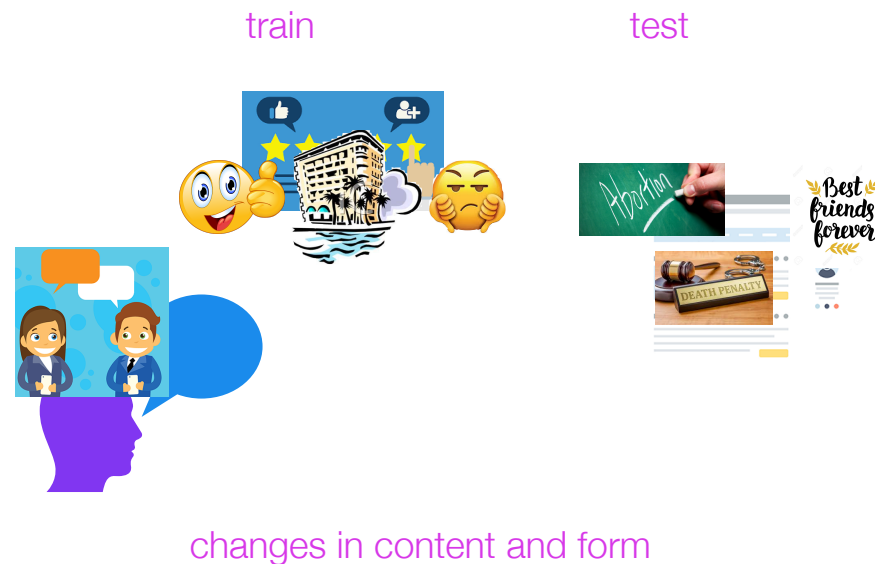 train
test
Abortion
Best
friends
forever
DEATH PENALTY
changes in content and form